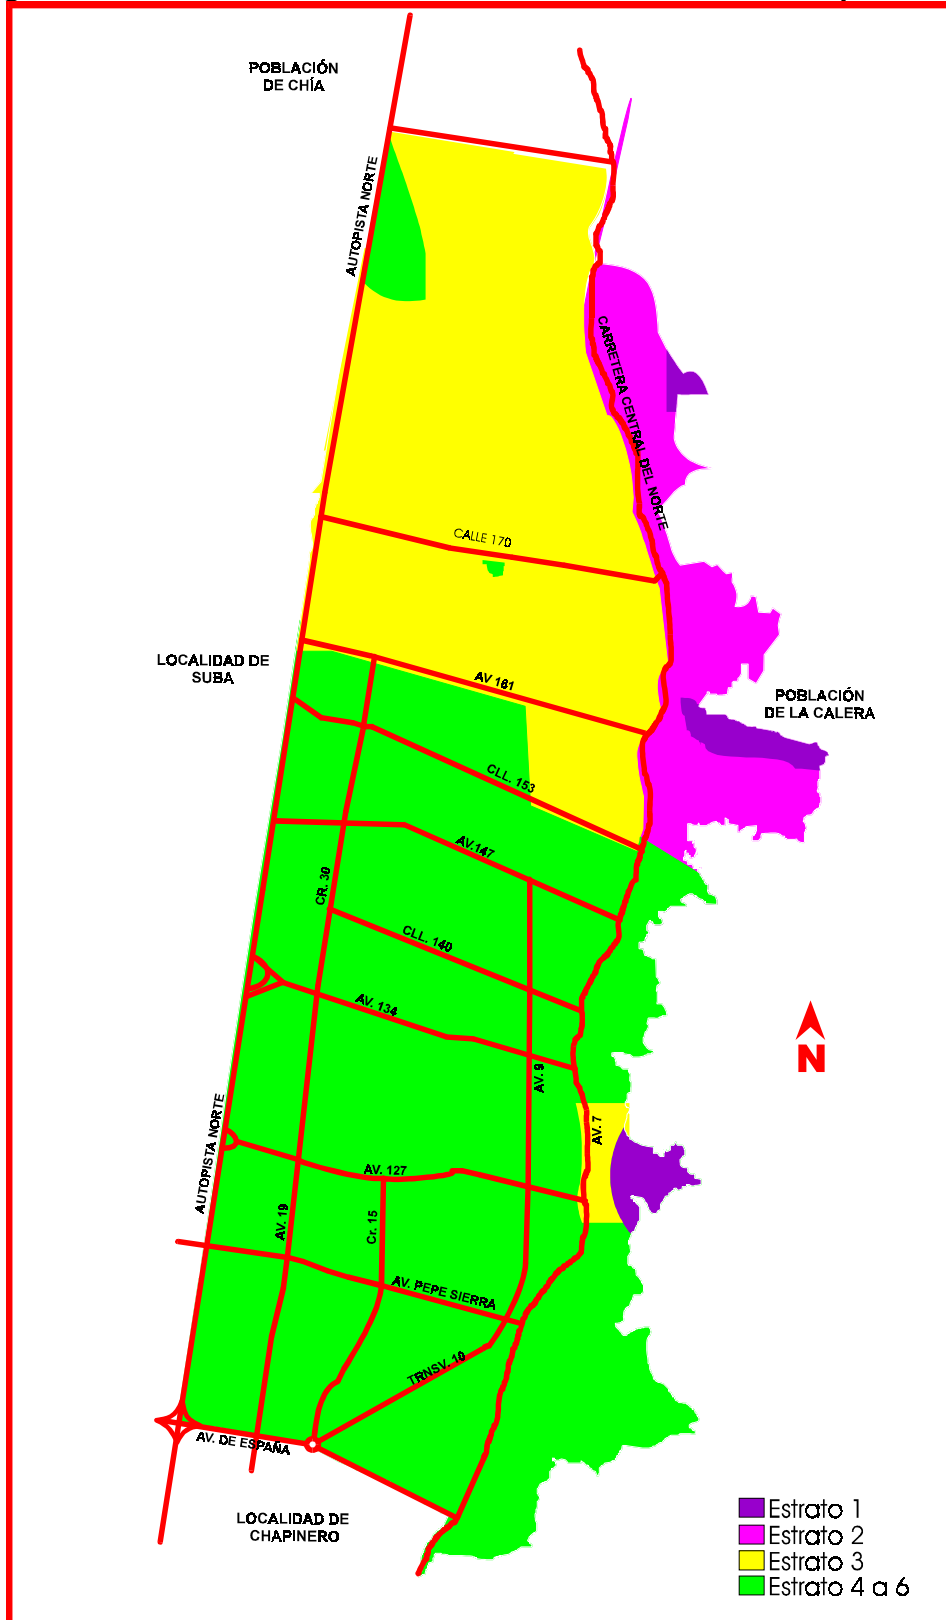 POBLACIÓN
DE CHÍA
AUTOPISTA NORTE
CARRETERA CENTRAL DEL NORTE
CALLE 170
LOCALIDAD DE
SUBA
AV 161
POBLACIÓN
DE LA CALERA
CLL. 153
AV.147
CR. 30
CLL. 140
AV. 134
AV. 9
AV. 7
AUTOPISTA NORTE
AV. 127
AV. 19
Cr. 15
AV. PEPE SIERRA
TRNSV. 10
AV. DE ESPAÑA
LOCALIDAD DE
CHAPINERO
N
Estrato 1
Estrato 2
Estrato 3
Estrato 4 a 6